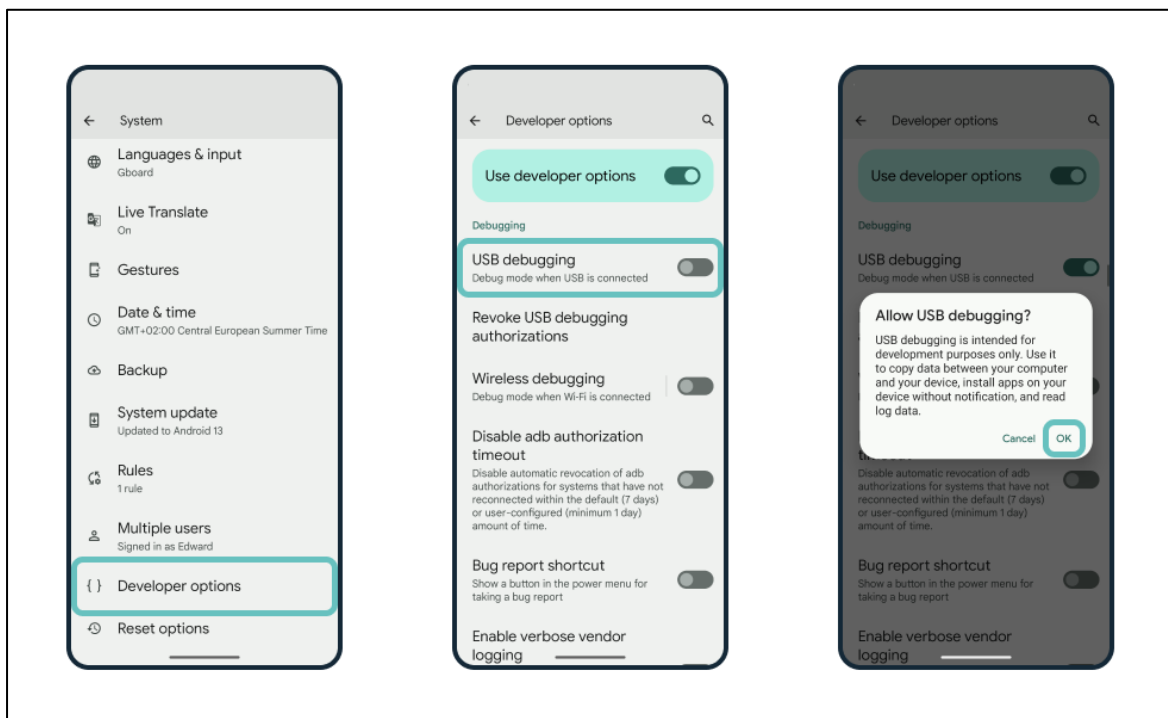 System
Languages & input
Gboard
Live Translate
On
Gestures
Date & time
GMT+02:00 Central European Summer Time
Backup
System update
Updated to Android 13
Rules
1 rule
Multiple users
Signed in as Edward
{ } Developer options
Reset options
Developer options
Use developer options
Debugging
USB debugging
Debug mode when USB is connected
Revoke USB debugging
authorizations
Wireless debugging
Debug mode when Wi-Fi is connected
Disable adb authorization
timeout
Disable automatic revocation of adb
authorizations for systems that have not
reconnected within the default (7 days)
or user-configured (minimum 1 day)
amount of time.
Bug report shortcut
Show a button in the power menu for
taking a bug report
Enable verbose vendor
logging
Developer options
Use developer options
Debugging
USB debugging
Debug mode when USB is connected
Allow USB debugging?
USB debugging is intended for
development purposes only. Use it
to copy data between your computer
and your device, install apps on your
device without notification, and read
log data.
Cancel OK
Disable automatic revocation of adb
authorizations for systems that have not
reconnected within the default (7 days)
or user-configured (minimum 1 day)
amount of time.
Bug report shortcut
Show a button in the power menu for
taking a bug report
Enable verbose vendor
logging